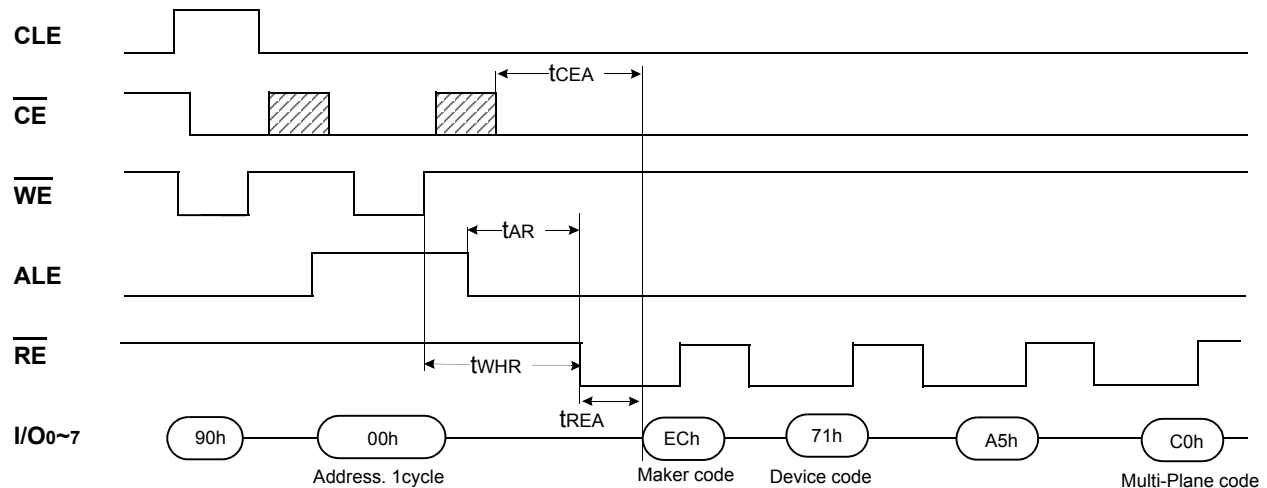 CLE
tCEA
CE
WE
tAR
ALE
RE
tWHR
tREA
I/O0~7
90h
00h
ECh
71h
A5h
C0h
Address. 1cycle
Maker code
Device code
Multi-Plane code